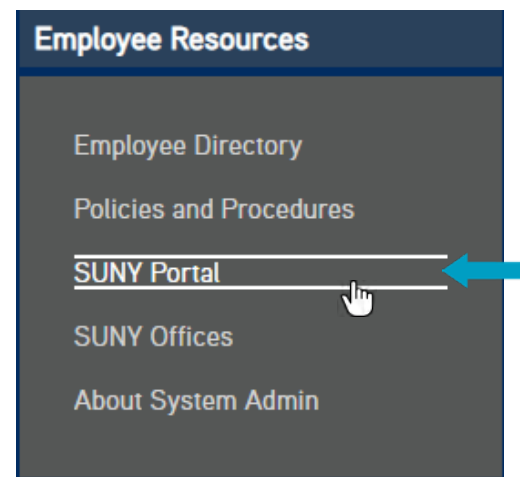 Employee Resources
Employee Directory
Policies and Procedures
SUNY Portal
SUNY Offices
About System Admin